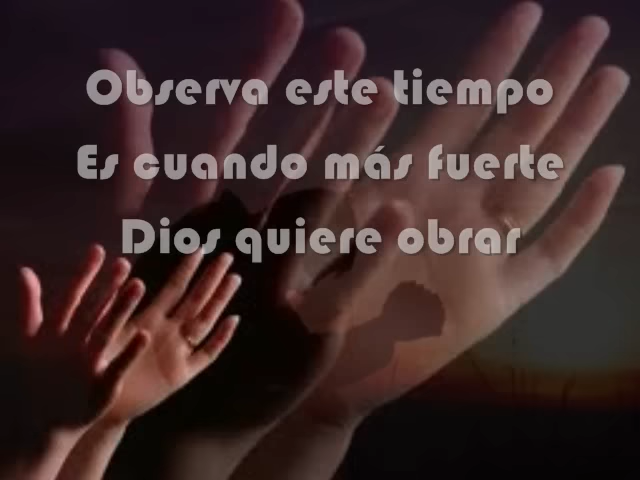 Observa este tiempo
Es cuando más fuerte
Dios quiere obrar